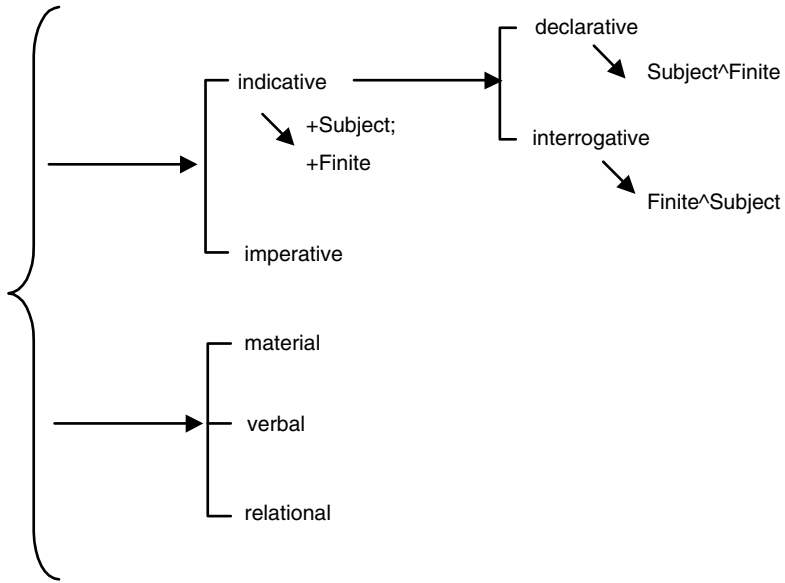 declarative
Subject^Finite
indicative
+Subject;
+Finite
interrogative
Finite^Subject
imperative
material
verbal
relational